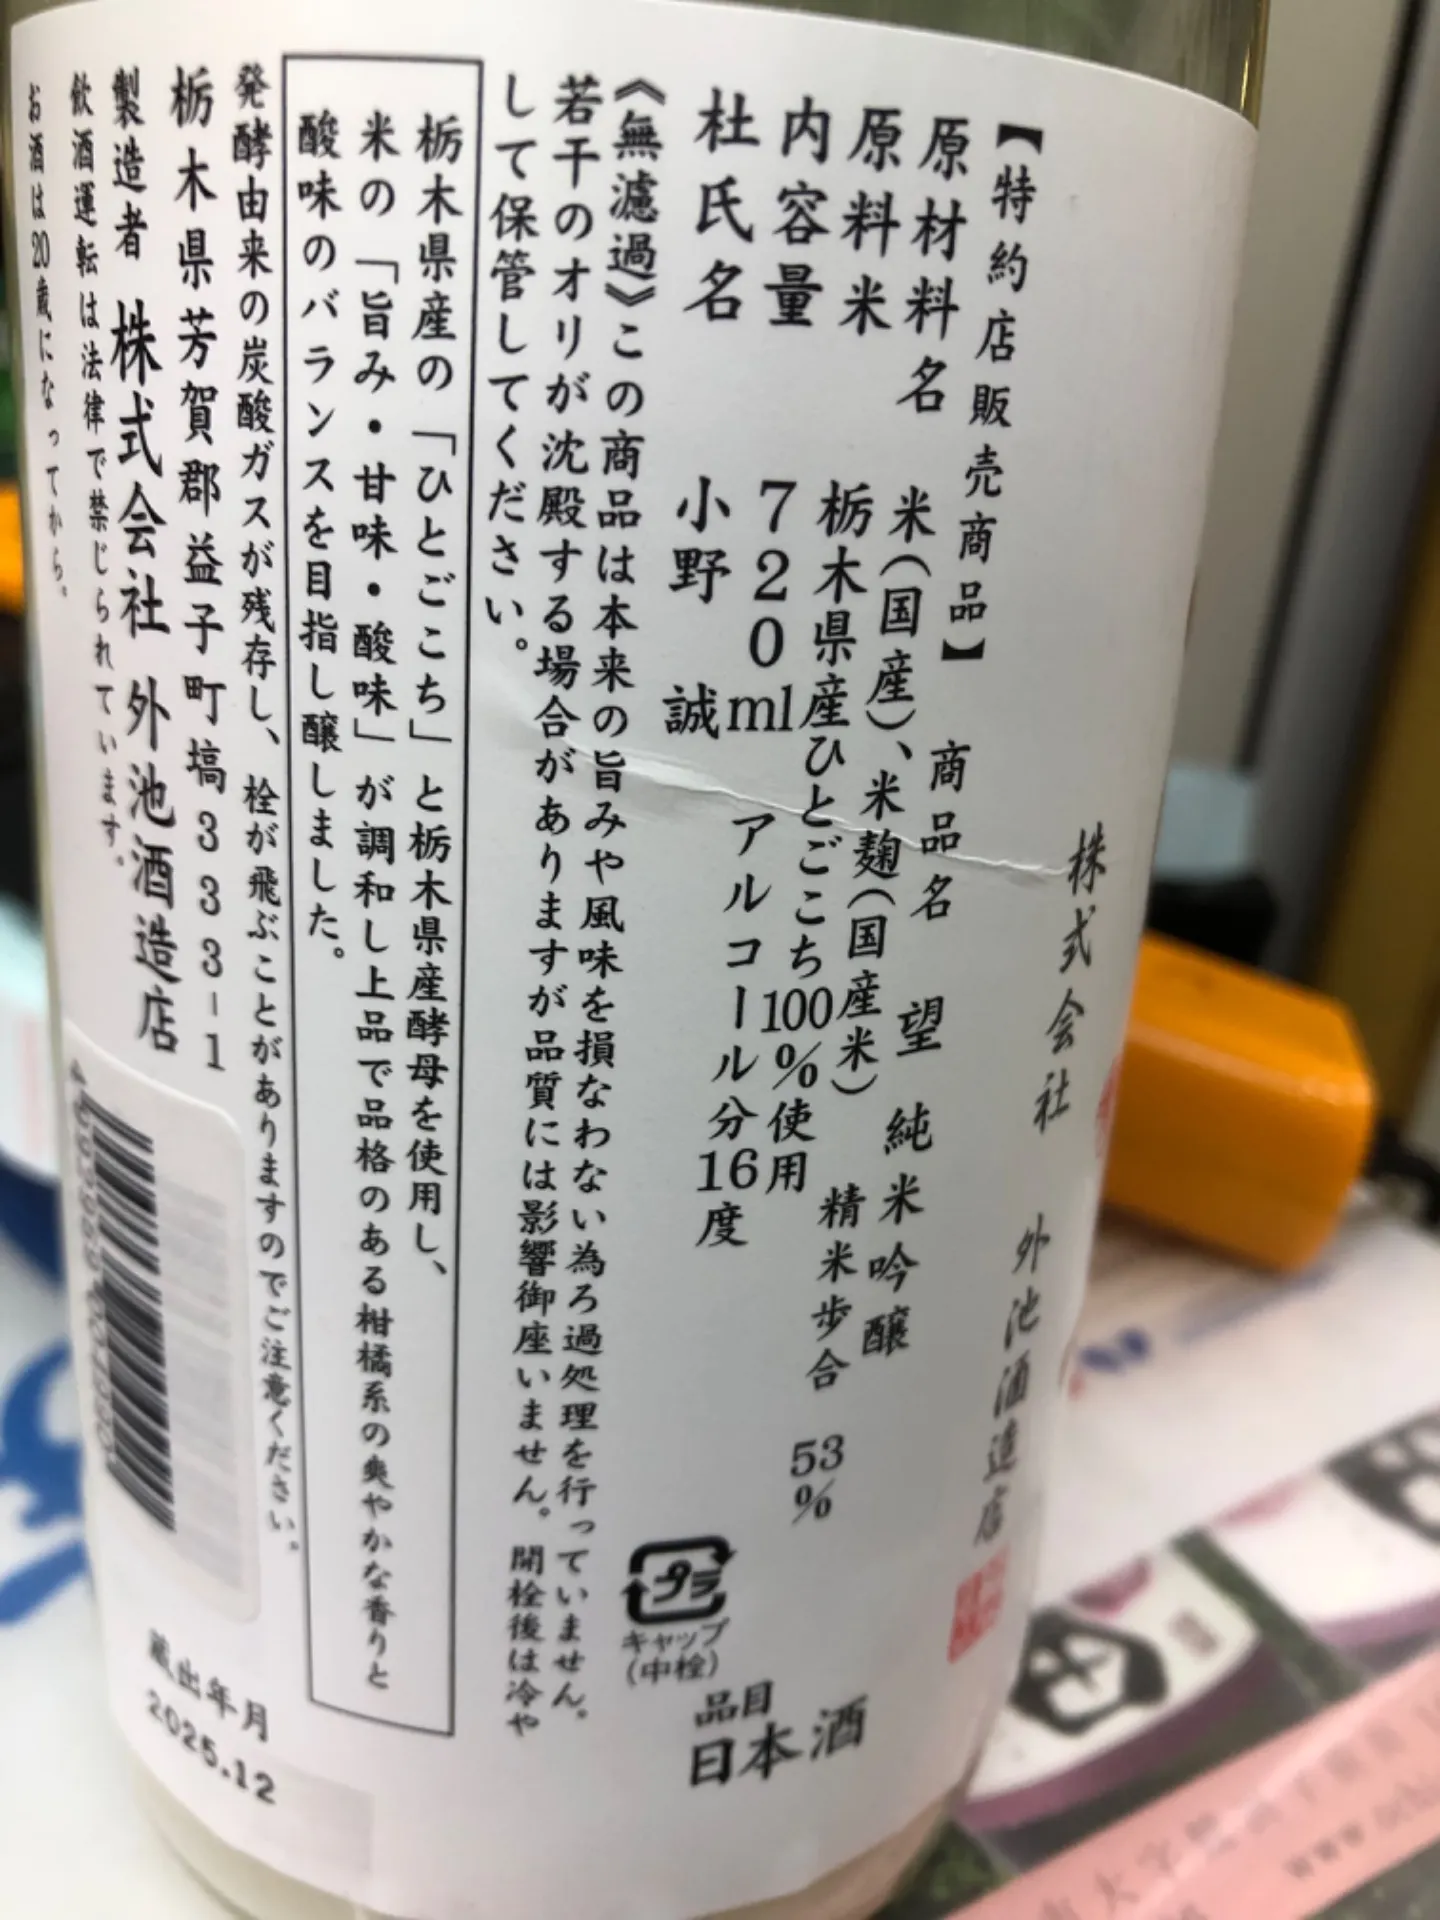 株式会社 外池酒造店
【特約店販売商品】 商品名 望 純米吟醸
原材料名 米(国産)、米麹(国産米) 精米歩合 53%
原料米 栃木県産ひとごこち100%使用
内容量 720ml アルコール分16度
杜氏名 小野 誠
《無濾過》この商品は本来の旨みや風味を損なわない為ろ過処理を行っていません。
若干のオリが沈殿する場合がありますが品質には影響御座いません。開栓後は冷や
して保管してください。
栃木県産の「ひとごこち」と栃木県産酵母を使用し、
米の「旨み・甘味・酸味」が調和し上品で品格のある柑橘系の爽やかな香りと
酸味のバランスを目指し醸しました。
発酵由来の炭酸ガスが残存し、栓が飛ぶことがありますのでご注意ください。
栃木県芳賀郡益子町塙333-1
製造者 株式会社 外池酒造店
飲酒運転は法律で禁じられています。
お酒は20歳になってから。
プラ
キャップ
(中栓)
品目
日本酒
蔵出年月
2025.12